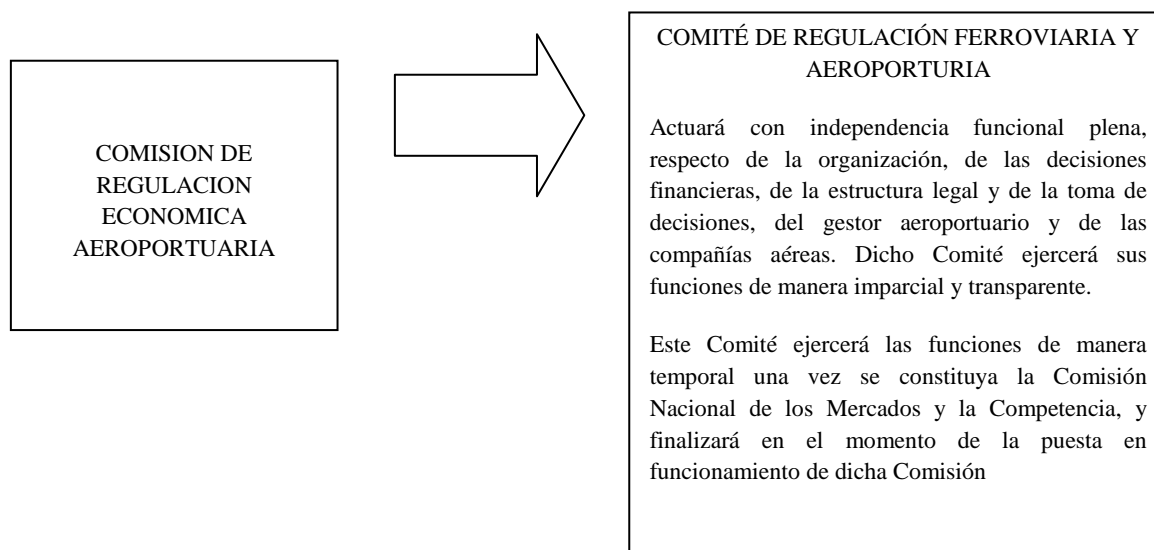 COMISION DE
REGULACION
ECONOMICA
AEROPORTUARIA
COMITÉ DE REGULACIÓN FERROVIARIA Y
AEROPORTURIA
Actuará con independencia funcional plena,
respecto de la organización, de las decisiones
financieras, de la estructura legal y de la toma de
decisiones, del gestor aeroportuario y de las
compañías aéreas. Dicho Comité ejercerá sus
funciones de manera imparcial y transparente.
Este Comité ejercerá las funciones de manera
temporal una vez se constituya la Comisión
Nacional de los Mercados y la Competencia, y
finalizará en el momento de la puesta en
funcionamiento de dicha Comisión